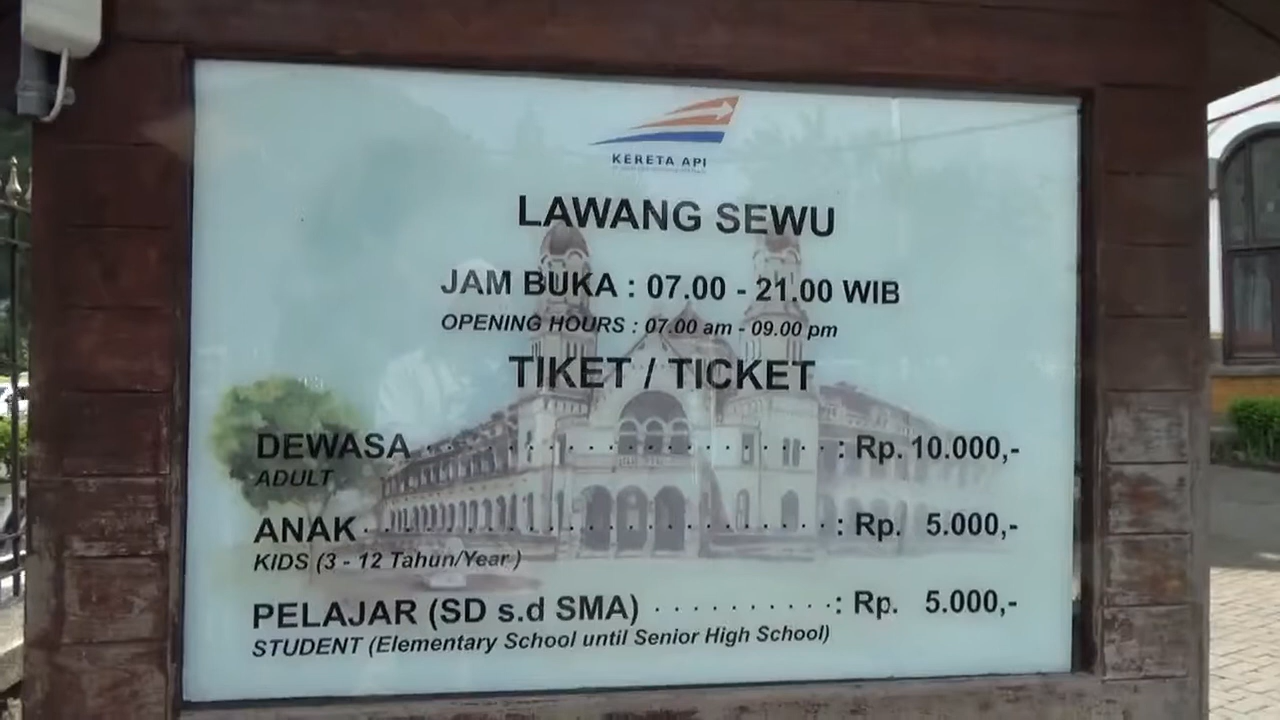 KERETA API
LAWANG SEWU
JAM BUKA : 07.00 - 21.00 WIB
OPENING HOURS : 07.00 am - 09.00 pm
TIKET / TICKET
DEWASA . . . . . . . . . . . . . . . . . . . . . : Rp. 10.000,-
ADULT
ANAK . . . . . . . . . . . . . . . . . . . . . . . . : Rp. 5.000,-
KIDS (3 - 12 Tahun/Year )
PELAJAR (SD s.d SMA) . . . . . . . . . . : Rp. 5.000,-
STUDENT (Elementary School until Senior High School)